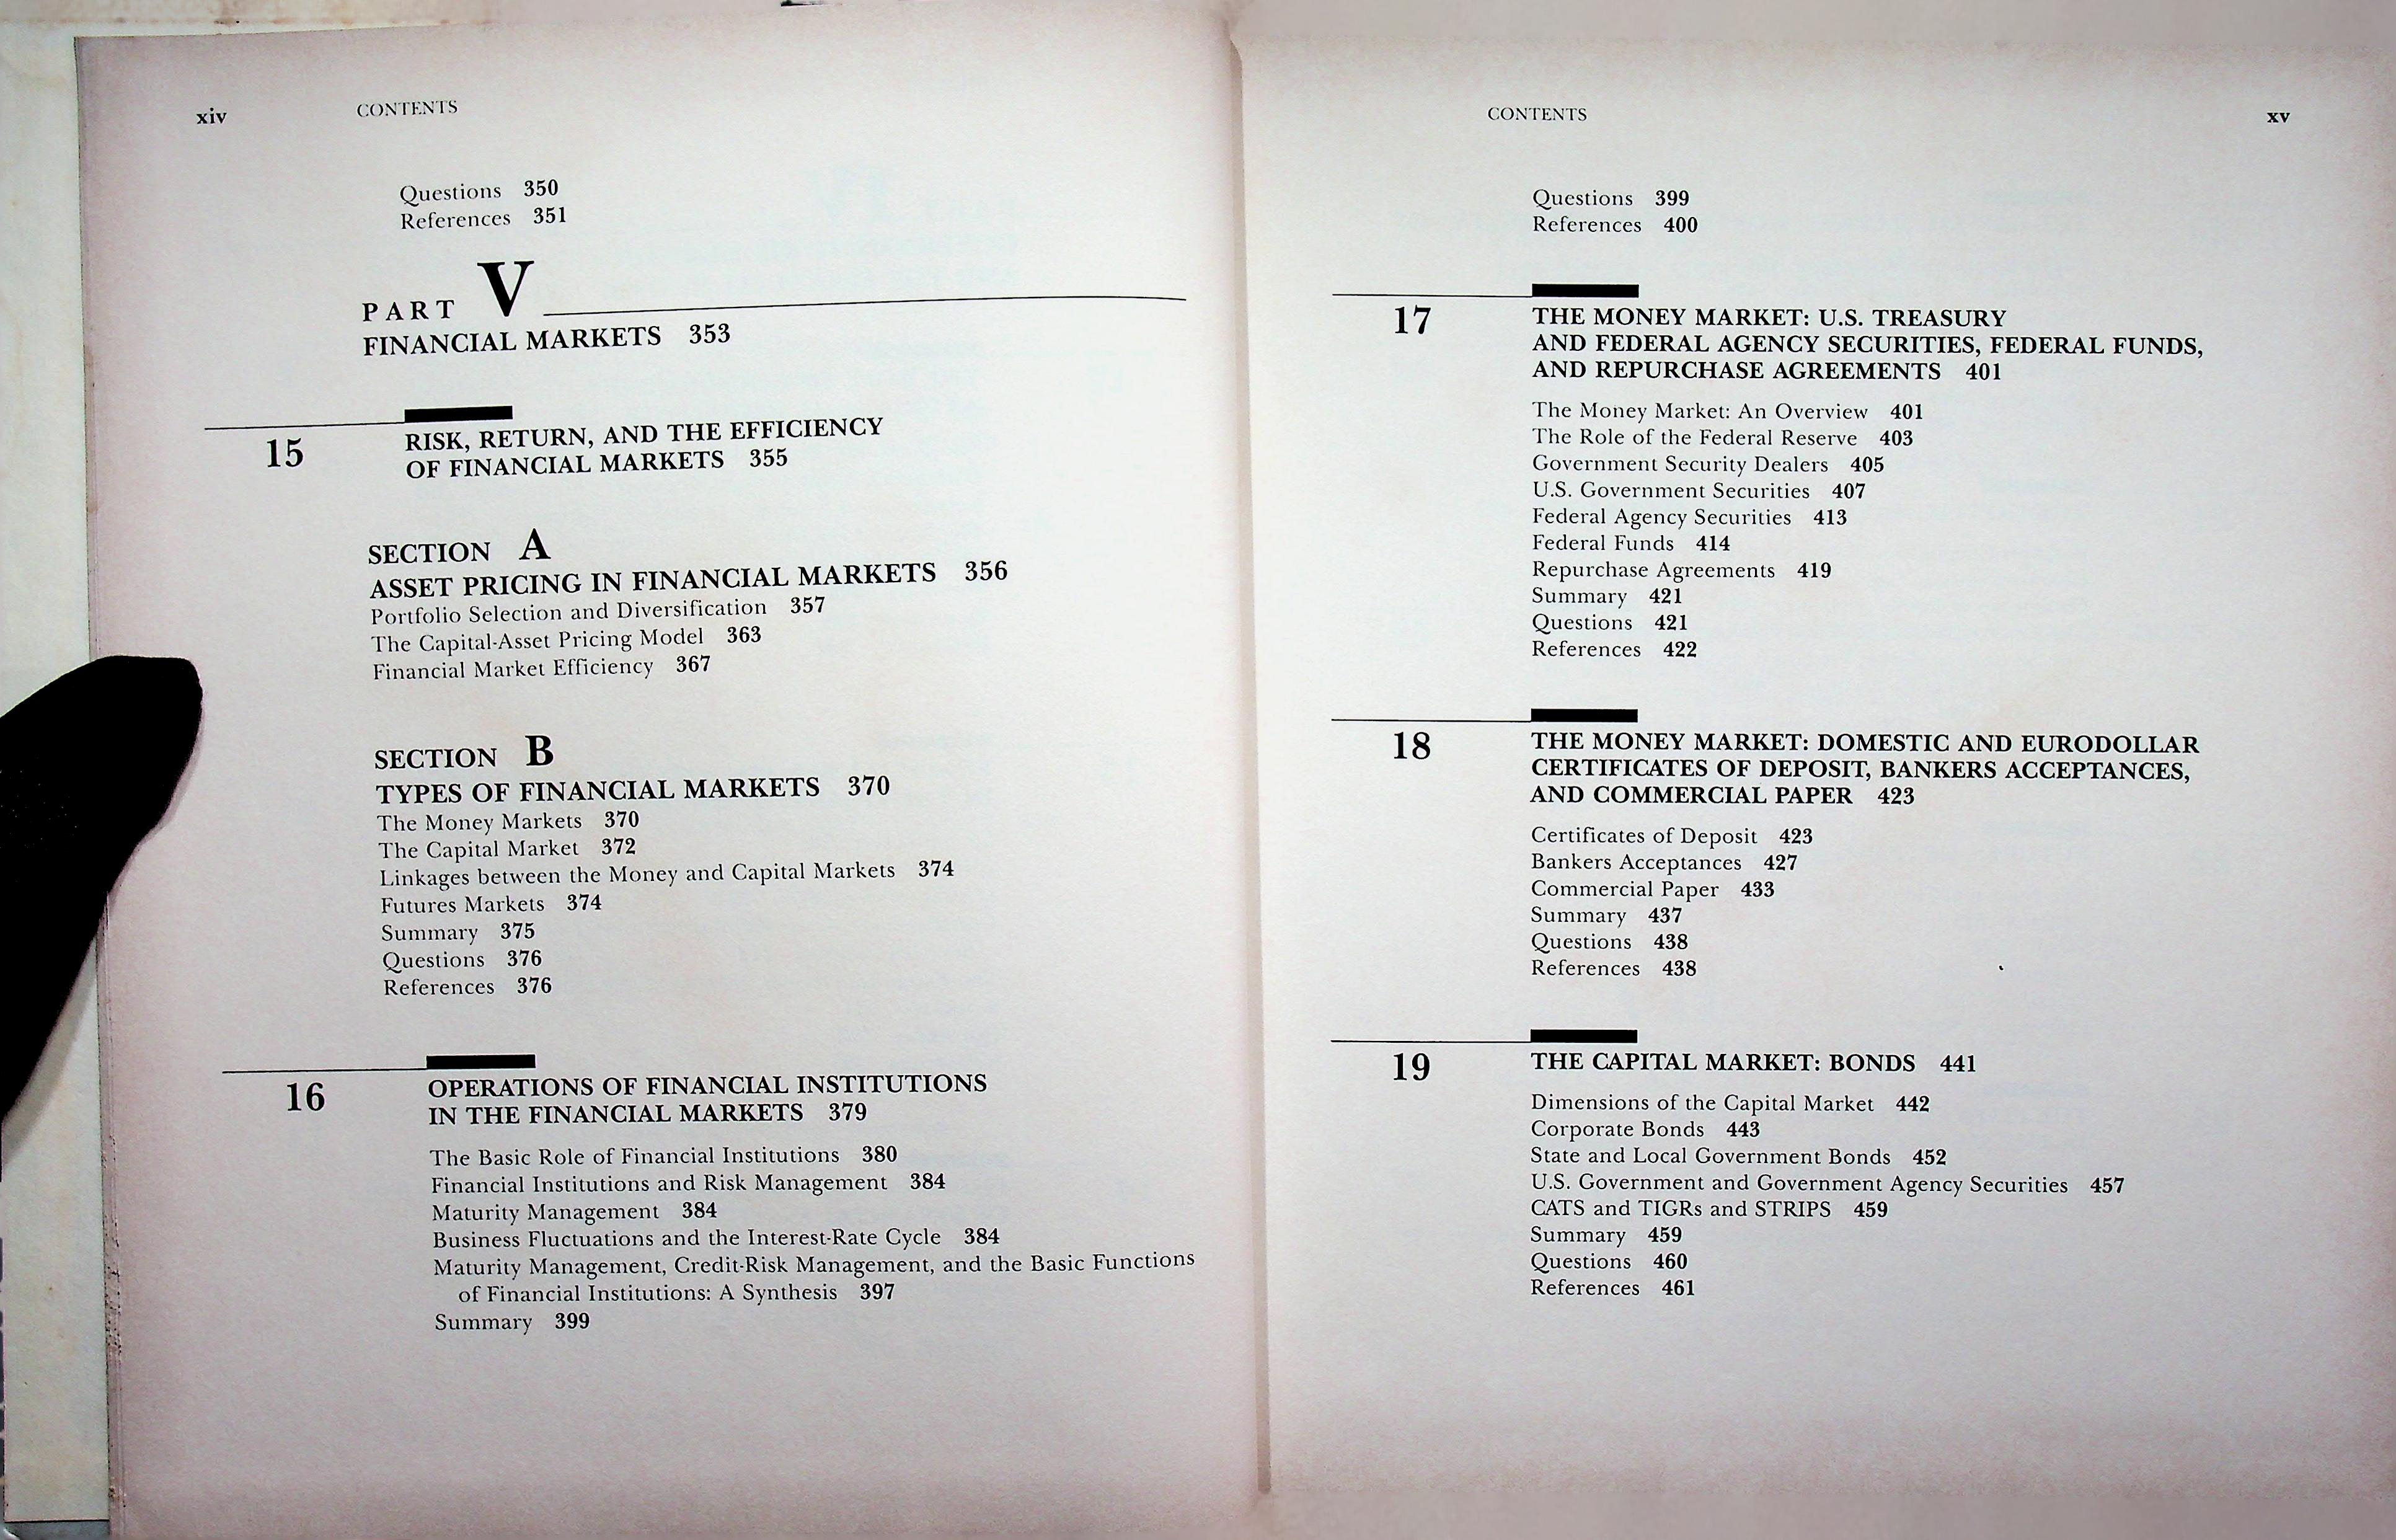 xiv CONTENTS
Questions 350
References 351
PART V
FINANCIAL MARKETS 353
15 RISK, RETURN, AND THE EFFICIENCY
OF FINANCIAL MARKETS 355
SECTION A
ASSET PRICING IN FINANCIAL MARKETS 356
Portfolio Selection and Diversification 357
The Capital-Asset Pricing Model 363
Financial Market Efficiency 367
SECTION B
TYPES OF FINANCIAL MARKETS 370
The Money Markets 370
The Capital Market 372
Linkages between the Money and Capital Markets 374
Futures Markets 374
Summary 375
Questions 376
References 376
16 OPERATIONS OF FINANCIAL INSTITUTIONS
IN THE FINANCIAL MARKETS 379
The Basic Role of Financial Institutions 380
Financial Institutions and Risk Management 384
Maturity Management 384
Business Fluctuations and the Interest-Rate Cycle 384
Maturity Management, Credit-Risk Management, and the Basic Functions
of Financial Institutions: A Synthesis 397
Summary 399
CONTENTS xv
Questions 399
References 400
17 THE MONEY MARKET: U.S. TREASURY
AND FEDERAL AGENCY SECURITIES, FEDERAL FUNDS,
AND REPURCHASE AGREEMENTS 401
The Money Market: An Overview 401
The Role of the Federal Reserve 403
Government Security Dealers 405
U.S. Government Securities 407
Federal Agency Securities 413
Federal Funds 414
Repurchase Agreements 419
Summary 421
Questions 421
References 422
18 THE MONEY MARKET: DOMESTIC AND EURODOLLAR
CERTIFICATES OF DEPOSIT, BANKERS ACCEPTANCES,
AND COMMERCIAL PAPER 423
Certificates of Deposit 423
Bankers Acceptances 427
Commercial Paper 433
Summary 437
Questions 438
References 438
19 THE CAPITAL MARKET: BONDS 441
Dimensions of the Capital Market 442
Corporate Bonds 443
State and Local Government Bonds 452
U.S. Government and Government Agency Securities 457
CATS and TIGRs and STRIPS 459
Summary 459
Questions 460
References 461